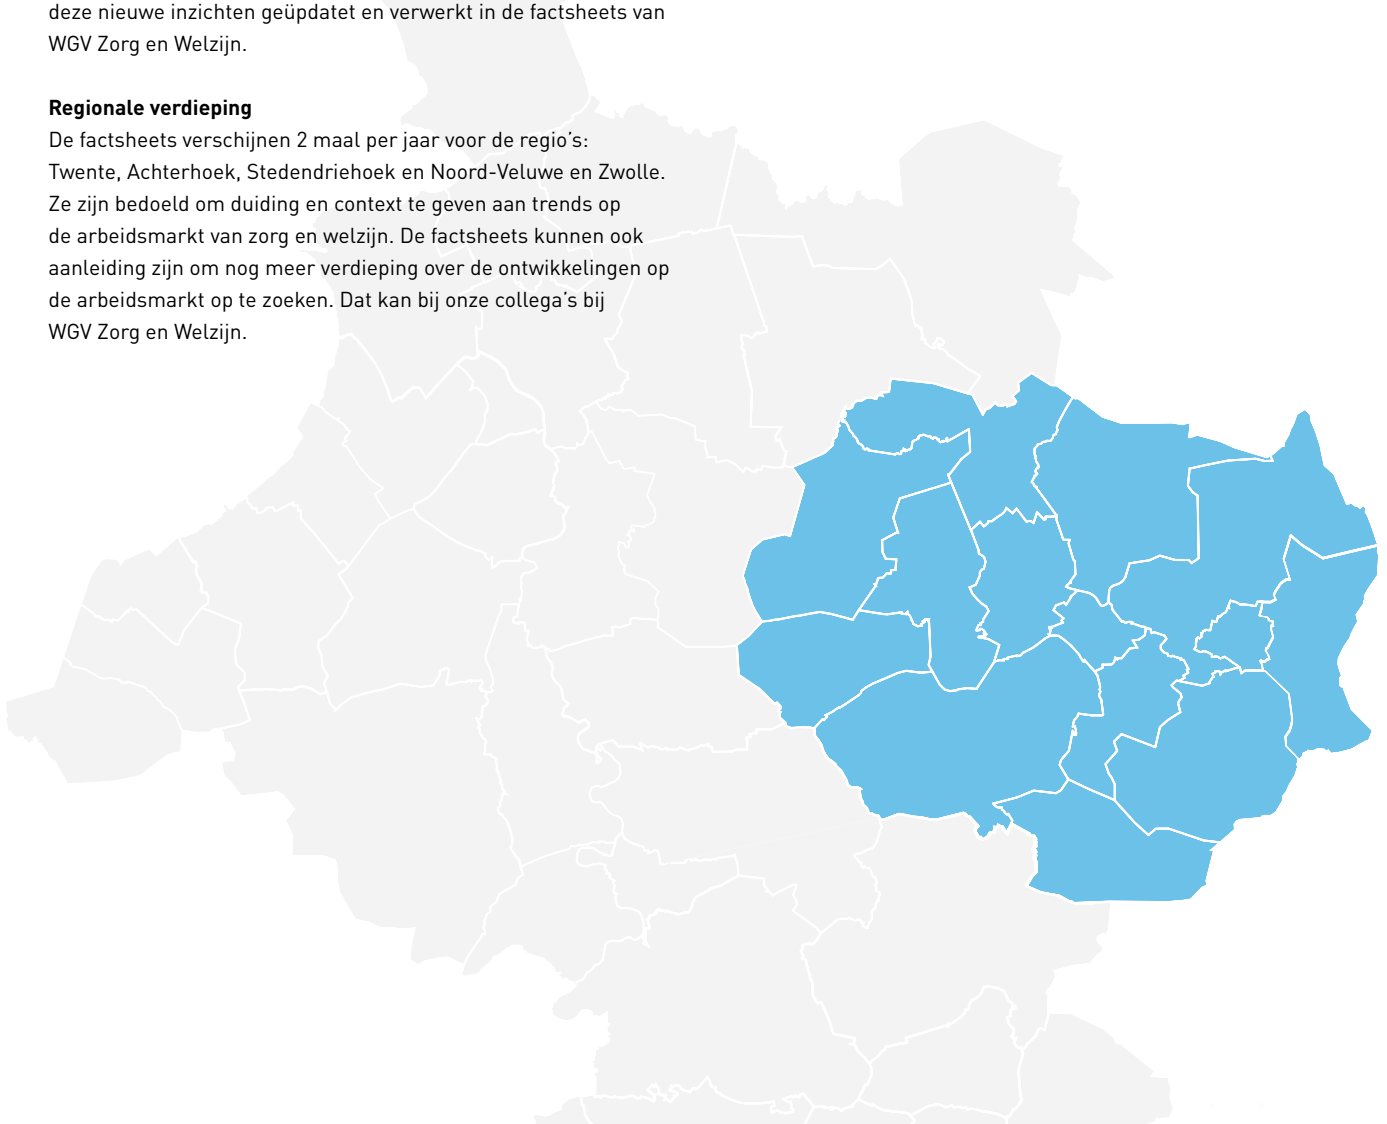 deze nieuwe inzichten geüpdatet en verwerkt in de factsheets van
WGV Zorg en Welzijn.
Regionale verdieping
De factsheets verschijnen 2 maal per jaar voor de regio's:
Twente, Achterhoek, Stedendriehoek en Noord-Veluwe en Zwolle.
Ze zijn bedoeld om duiding en context te geven aan trends op
de arbeidsmarkt van zorg en welzijn. De factsheets kunnen ook
aanleiding zijn om nog meer verdieping over de ontwikkelingen op
de arbeidsmarkt op te zoeken. Dat kan bij onze collega's bij
WGV Zorg en Welzijn.